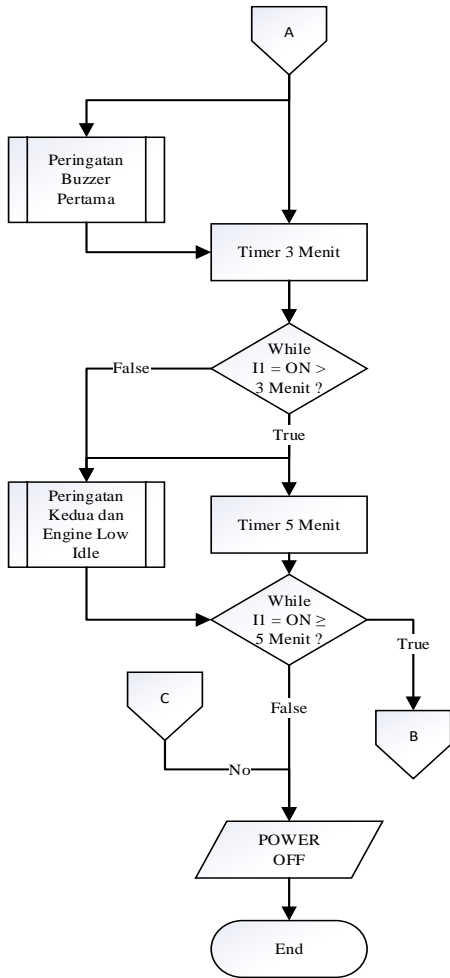 A
Peringatan
Buzzer
Pertama
Timer 3 Menit
While
I1 = ON >
3 Menit ?
False
True
Peringatan
Kedua dan
Engine Low
Idle
Timer 5 Menit
While
I1 = ON ≥
5 Menit ?
True
False
C
B
No
POWER
OFF
End